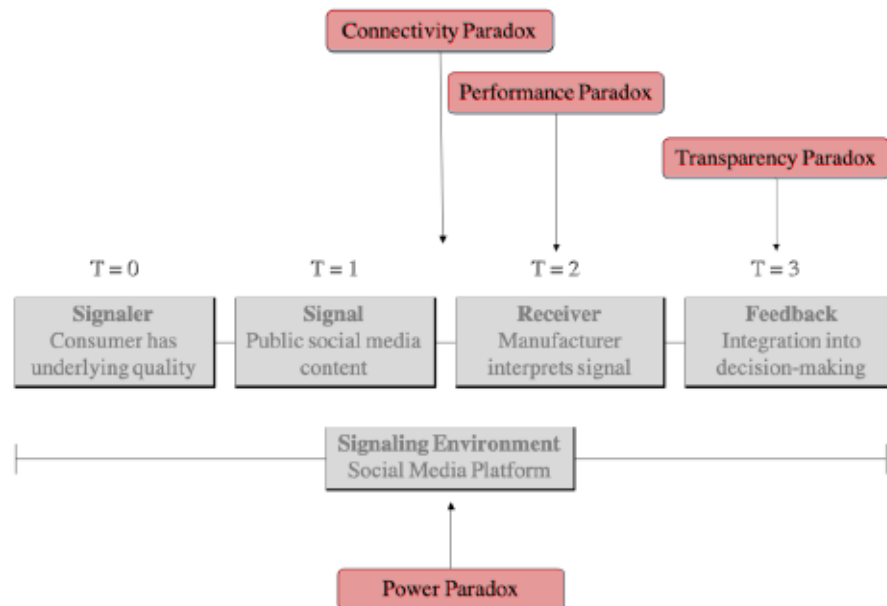 Connectivity Paradox
Performance Paradox
Transparency Paradox
T = 0
T = 1
T = 2
T = 3
Signaler
Consumer has
underlying quality
Signal
Public social media
content
Receiver
Manufacturer
interprets signal
Feedback
Integration into
decision-making
Signaling Environment
Social Media Platform
Power Paradox